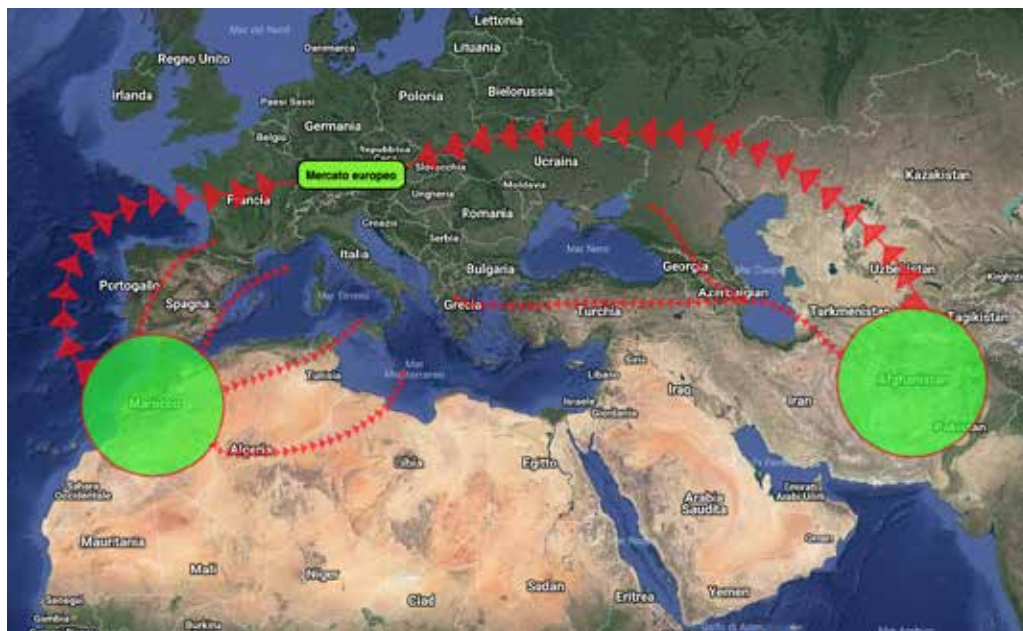 Lettonia
Mar del Nord
Danimarca
Lituania
Regno Unito
Irlanda
Bielorussia
Paesi Bassi
Polonia
Germania
Belgio
Repubblica
Ceca
Slovacchia
Ucraina
Mercato europeo
Kazakistan
Francia
Ungheria
Moldavia
Romania
Croazia
Serbia
Italia
Mar Nero
Bulgaria
Georgia
Uzbekistan
Portogallo
Spagna
Mar Tirreno
Grecia
Turchia
Azerbaigian
Turkmenistan
Tagikistan
Mar
Mediterraneo
Tunisia
Libano
Iraq
Afghanistan
Marocco
Israele
Giordania
Iran
Pakistan
Algeria
Libia
Egitto
Sahara
Occidentale
Emirati
Arabi Uniti
Arabia
Saudita
Mauritania
Oman
Mali
Niger
Ciad
Sudan
Eritrea
Yemen
Senegal
Gambia
Burkina
Golfo di Aden